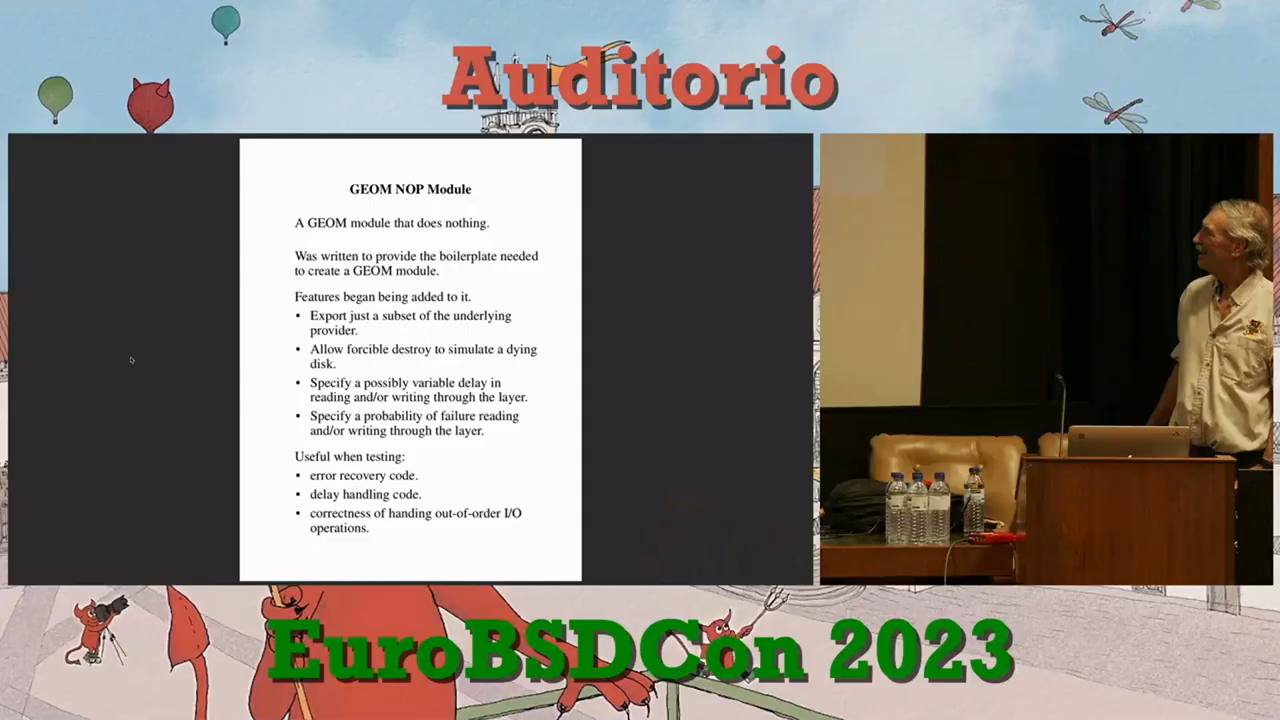 Auditorio
GEOM NOP Module
A GEOM module that does nothing.
Was written to provide the boilerplate needed
to create a GEOM module.
Features began being added to it.
• Export just a subset of the underlying
provider.
• Allow forcible destroy to simulate a dying
disk.
• Specify a possibly variable delay in
reading and/or writing through the layer.
• Specify a probability of failure reading
and/or writing through the layer.
Useful when testing:
• error recovery code.
• delay handling code.
• correctness of handing out-of-order I/O
operations.
EuroBSDCon 2023